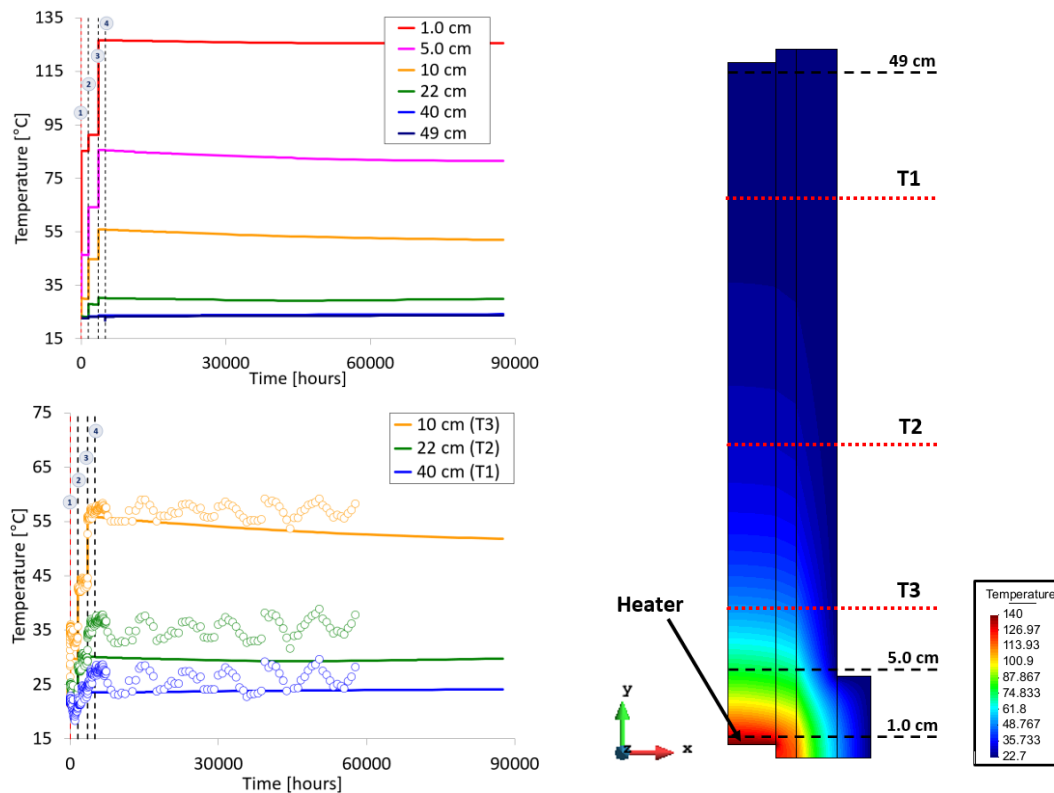 135
115
95
75
55
35
15
Temperature [°C]
1
2
3
4
1.0 cm
5.0 cm
10 cm
22 cm
40 cm
49 cm
0
30000
60000
90000
Time [hours]
75
65
55
45
35
25
15
Temperature [°C]
1
2
3
4
10 cm (T3)
22 cm (T2)
40 cm (T1)
0
30000
60000
90000
Time [hours]
49 cm
T1
T2
T3
Heater
5.0 cm
1.0 cm
y
z
x
Temperature
140
126.97
113.93
100.9
87.867
74.833
61.8
48.767
35.733
22.7